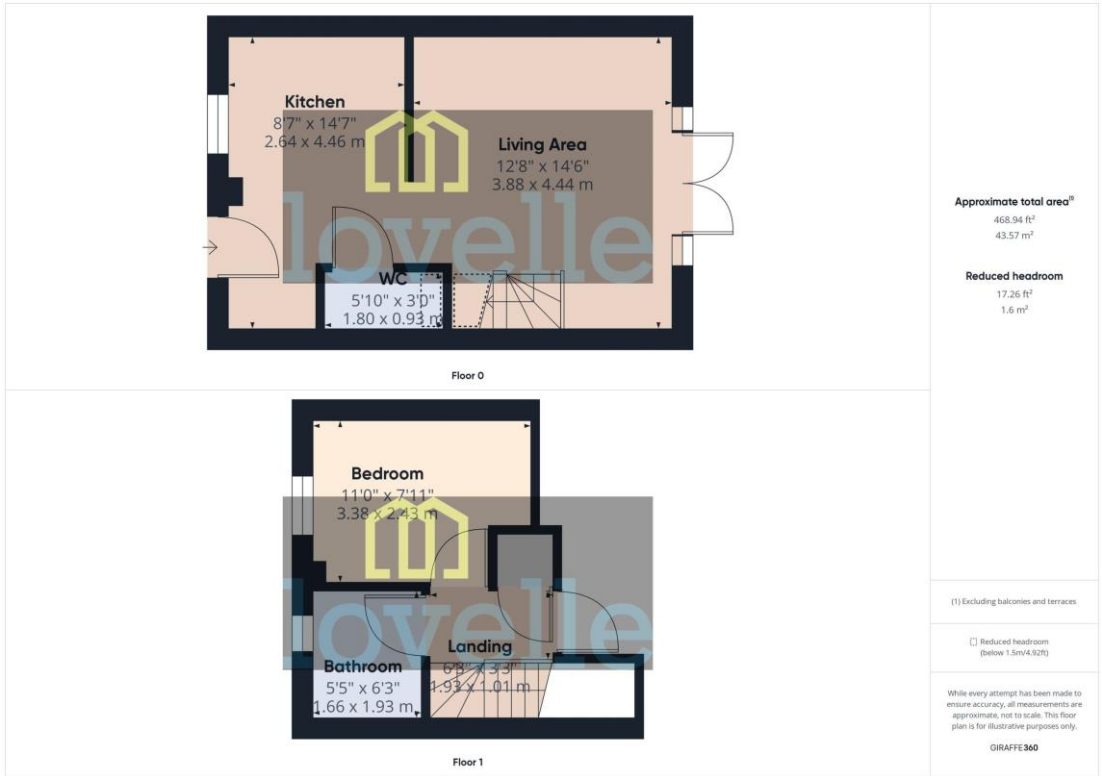 Kitchen
8'7" x 14'7"
2.64 x 4.46 m
Living Area
12'8" x 14'6"
3.88 x 4.44 m
lovelle
WC
5'10" x 3'0"
1.80 x 0.93 m
Floor 0
Bedroom
11'0" x 7'11"
3.38 x 2.43 m
lovelle
Landing
6'3" x 3'3"
1.93 x 1.01 m
Bathroom
5'5" x 6'3"
1.66 x 1.93 m
Floor 1
Approximate total area(1)
468.94 ft²
43.57 m²
Reduced headroom
17.26 ft²
1.6 m²
(1) Excluding balconies and terraces
Reduced headroom
(below 1.5m/4.92ft)
While every attempt has been made to
ensure accuracy, all measurements are
approximate, not to scale. This floor
plan is for illustrative purposes only.
GIRAFFE360